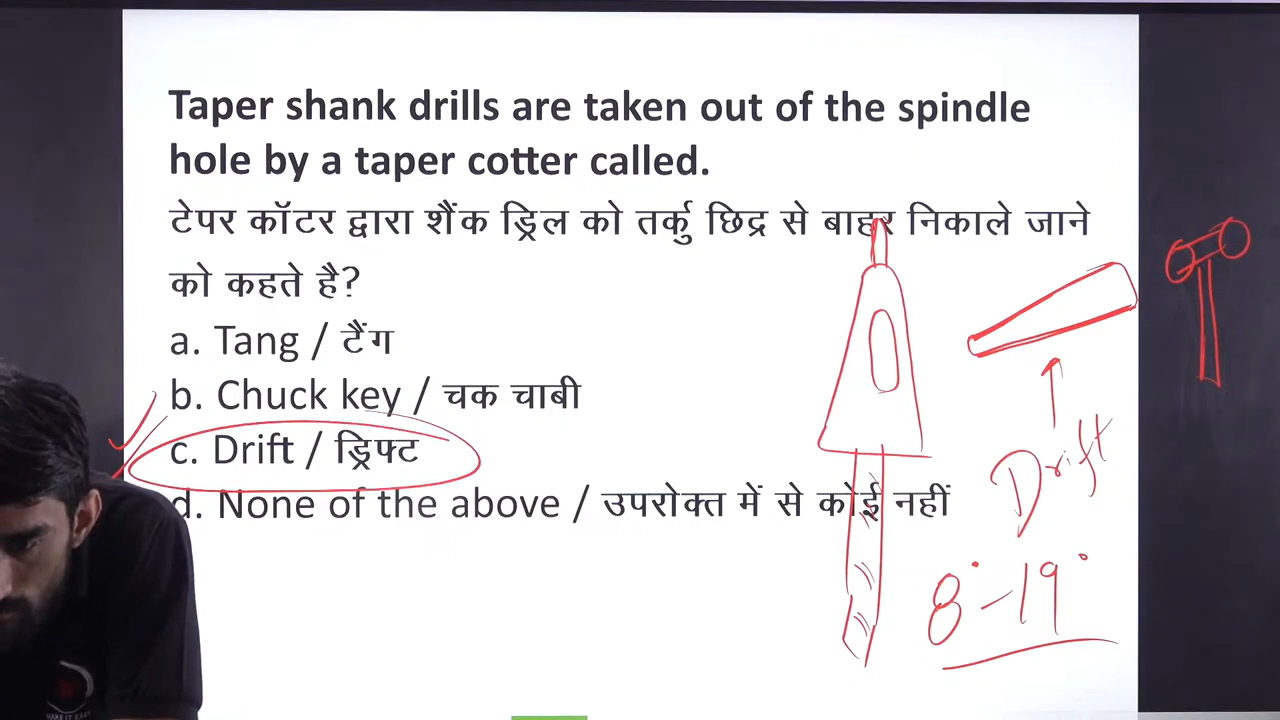 Taper shank drills are taken out of the spindle
hole by a taper cotter called.
टेपर कॉटर द्वारा शैंक ड्रिल को तर्कु छिद्र से बाहर निकाले जाने
को कहते है?
a. Tang / टैंग
b. Chuck key / चक चाबी
c. Drift / ड्रिफ्ट
d. None of the above / उपरोक्त में से कोई नहीं
Drift
8°-19°